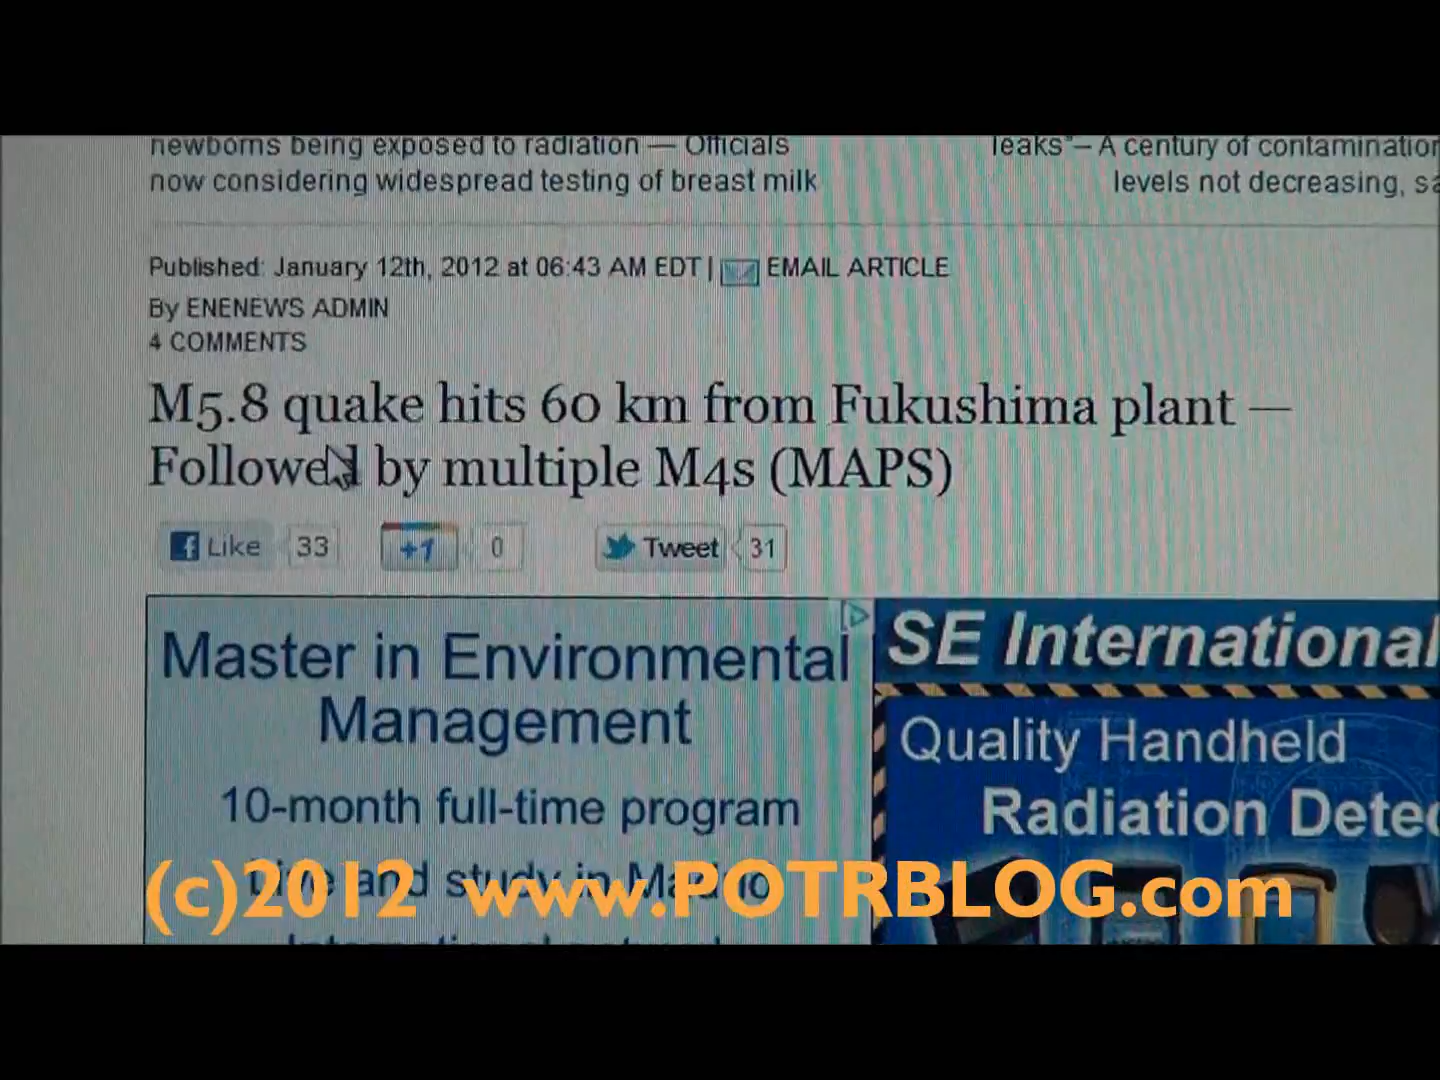 newborns being exposed to radiation — Officials
now considering widespread testing of breast milk
leaks" – A century of contamination
levels not decreasing,
Published: January 12th, 2012 at 06:43 AM EDT | EMAIL ARTICLE
By ENENEWS ADMIN
4 COMMENTS
M5.8 quake hits 60 km from Fukushima plant —
Followed by multiple M4s (MAPS)
Like 33 +1 0 Tweet 31
Master in Environmental
Management
10-month full-time program
and study in
SE International
Quality Handheld
Radiation
(c)2012 www.POTRBLOG.com